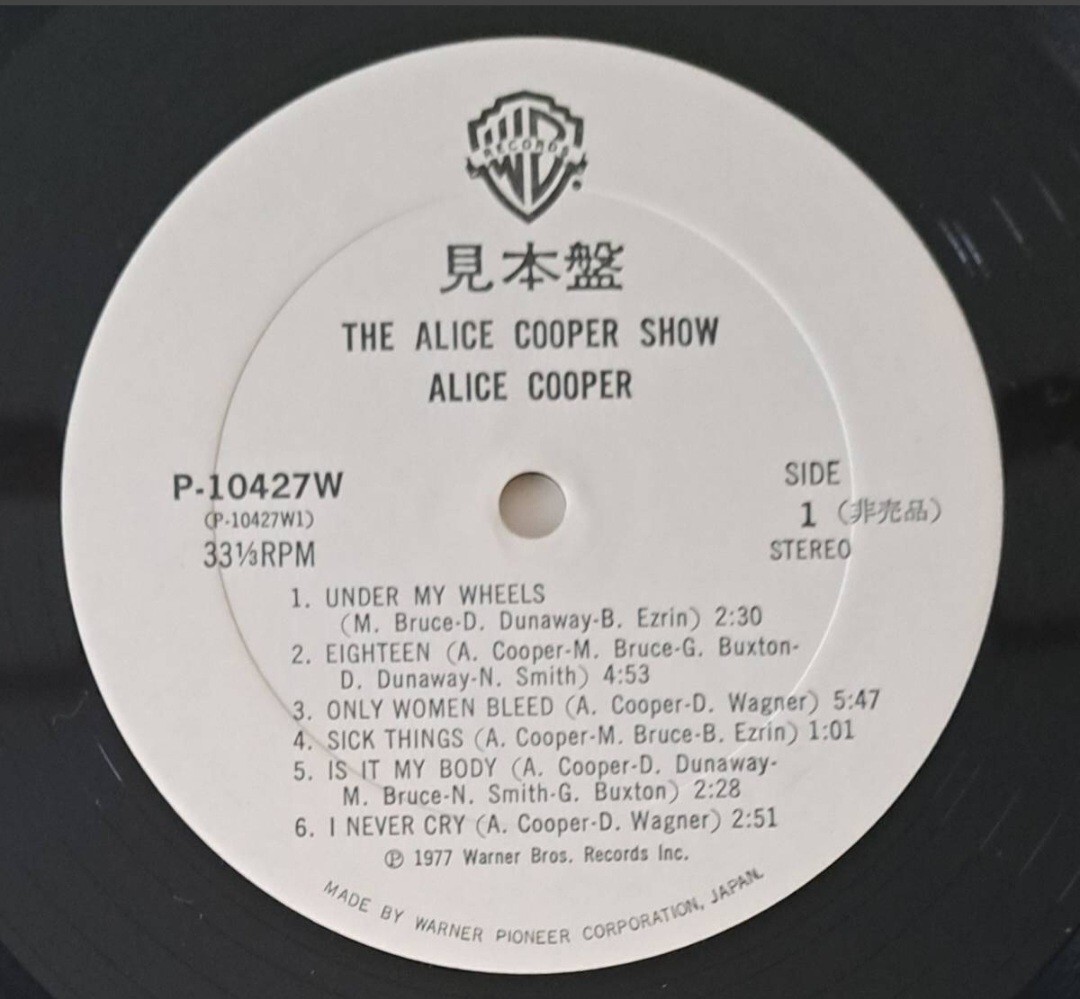 RECORDS
見本盤
THE ALICE COOPER SHOW
ALICE COOPER
P-10427W
(P-10427W1)
33⅓RPM
SIDE
1 (非売品)
STEREO
1. UNDER MY WHEELS
(M. Bruce-D. Dunaway-B. Ezrin) 2:30
2. EIGHTEEN (A. Cooper-M. Bruce-G. Buxton-
D. Dunaway-N. Smith) 4:53
3. ONLY WOMEN BLEED (A. Cooper-D. Wagner) 5:47
4. SICK THINGS (A. Cooper-M. Bruce-B. Ezrin) 1:01
5. IS IT MY BODY (A. Cooper-D. Dunaway-
M. Bruce-N. Smith-G. Buxton) 2:28
6. I NEVER CRY (A. Cooper-D. Wagner) 2:51
Ⓟ 1977 Warner Bros. Records Inc.
MADE BY WARNER PIONEER CORPORATION, JAPAN.